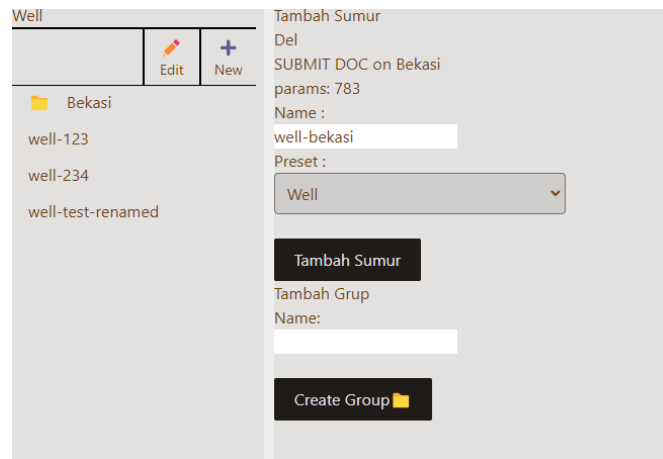 Well
Edit
New
Bekasi
well-123
well-234
well-test-renamed
Tambah Sumur
Del
SUBMIT DOC on Bekasi
params: 783
Name :
well-bekasi
Preset :
Well
Tambah Sumur
Tambah Grup
Name:
Create Group